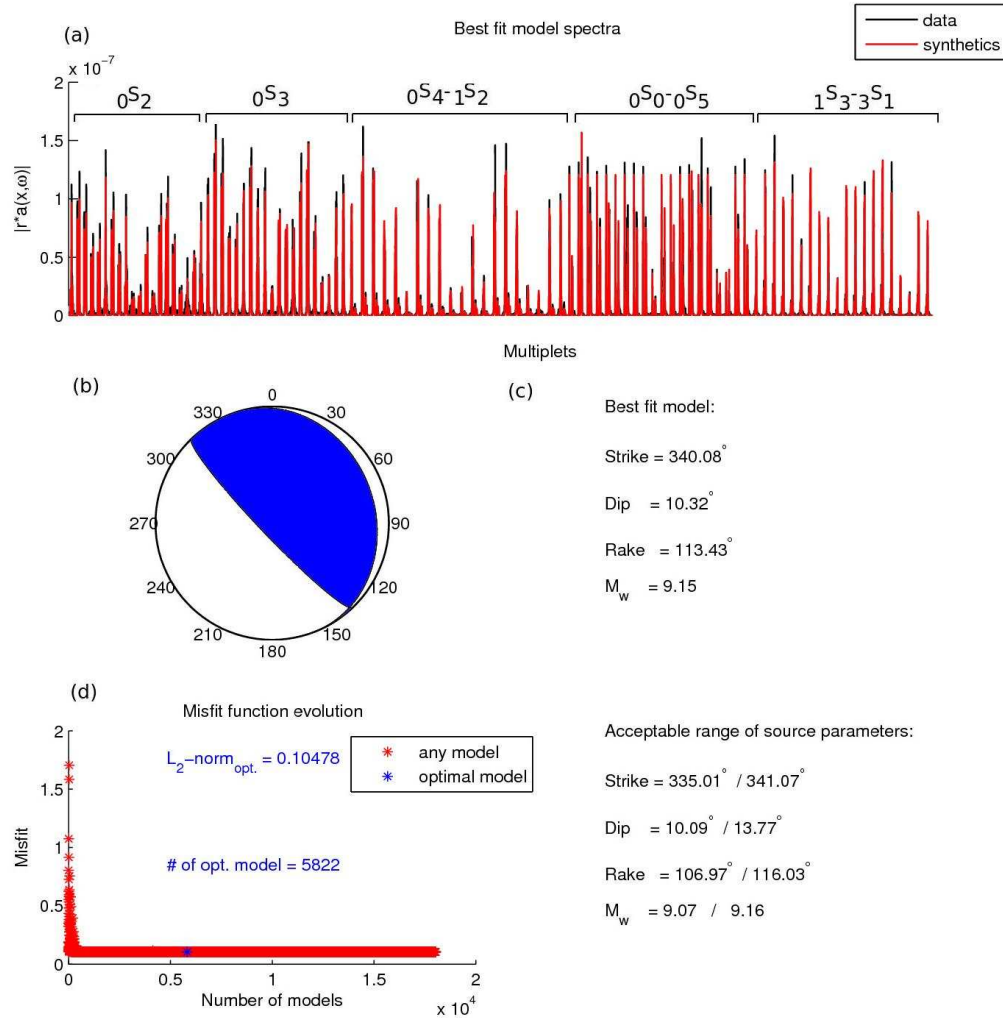 (a)
Best fit model spectra
data
synthetics
x 10⁻⁷
0S2
0S3
0S4-1S2
0S0-0S5
1S3-3S1
2
1.5
1
0.5
0
|r*a(x,ω)|
Multiplets
(b)
0
30
60
90
120
150
180
210
240
270
300
330
(c)
Best fit model:
Strike = 340.08°
Dip = 10.32°
Rake = 113.43°
Mw = 9.15
(d)
Misfit function evolution
L2-norm opt. = 0.10478
any model
optimal model
# of opt. model = 5822
2
1.5
1
0.5
0
Misfit
0
0.5
1
1.5
2
x 10⁴
Number of models
Acceptable range of source parameters:
Strike = 335.01° / 341.07°
Dip = 10.09° / 13.77°
Rake = 106.97° / 116.03°
Mw = 9.07 / 9.16